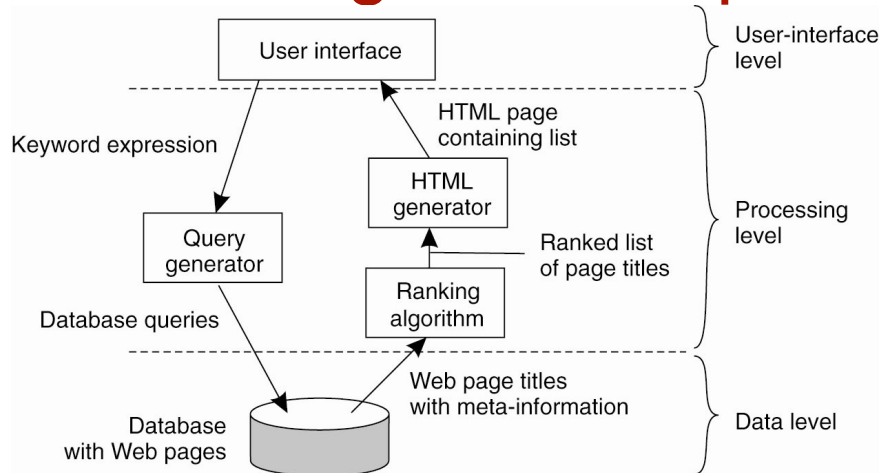 User interface
User-interface
level
HTML page
containing list
Keyword expression
HTML
generator
Processing
level
Query
generator
Ranked list
of page titles
Ranking
algorithm
Database queries
Web page titles
with meta-information
Database
with Web pages
Data level